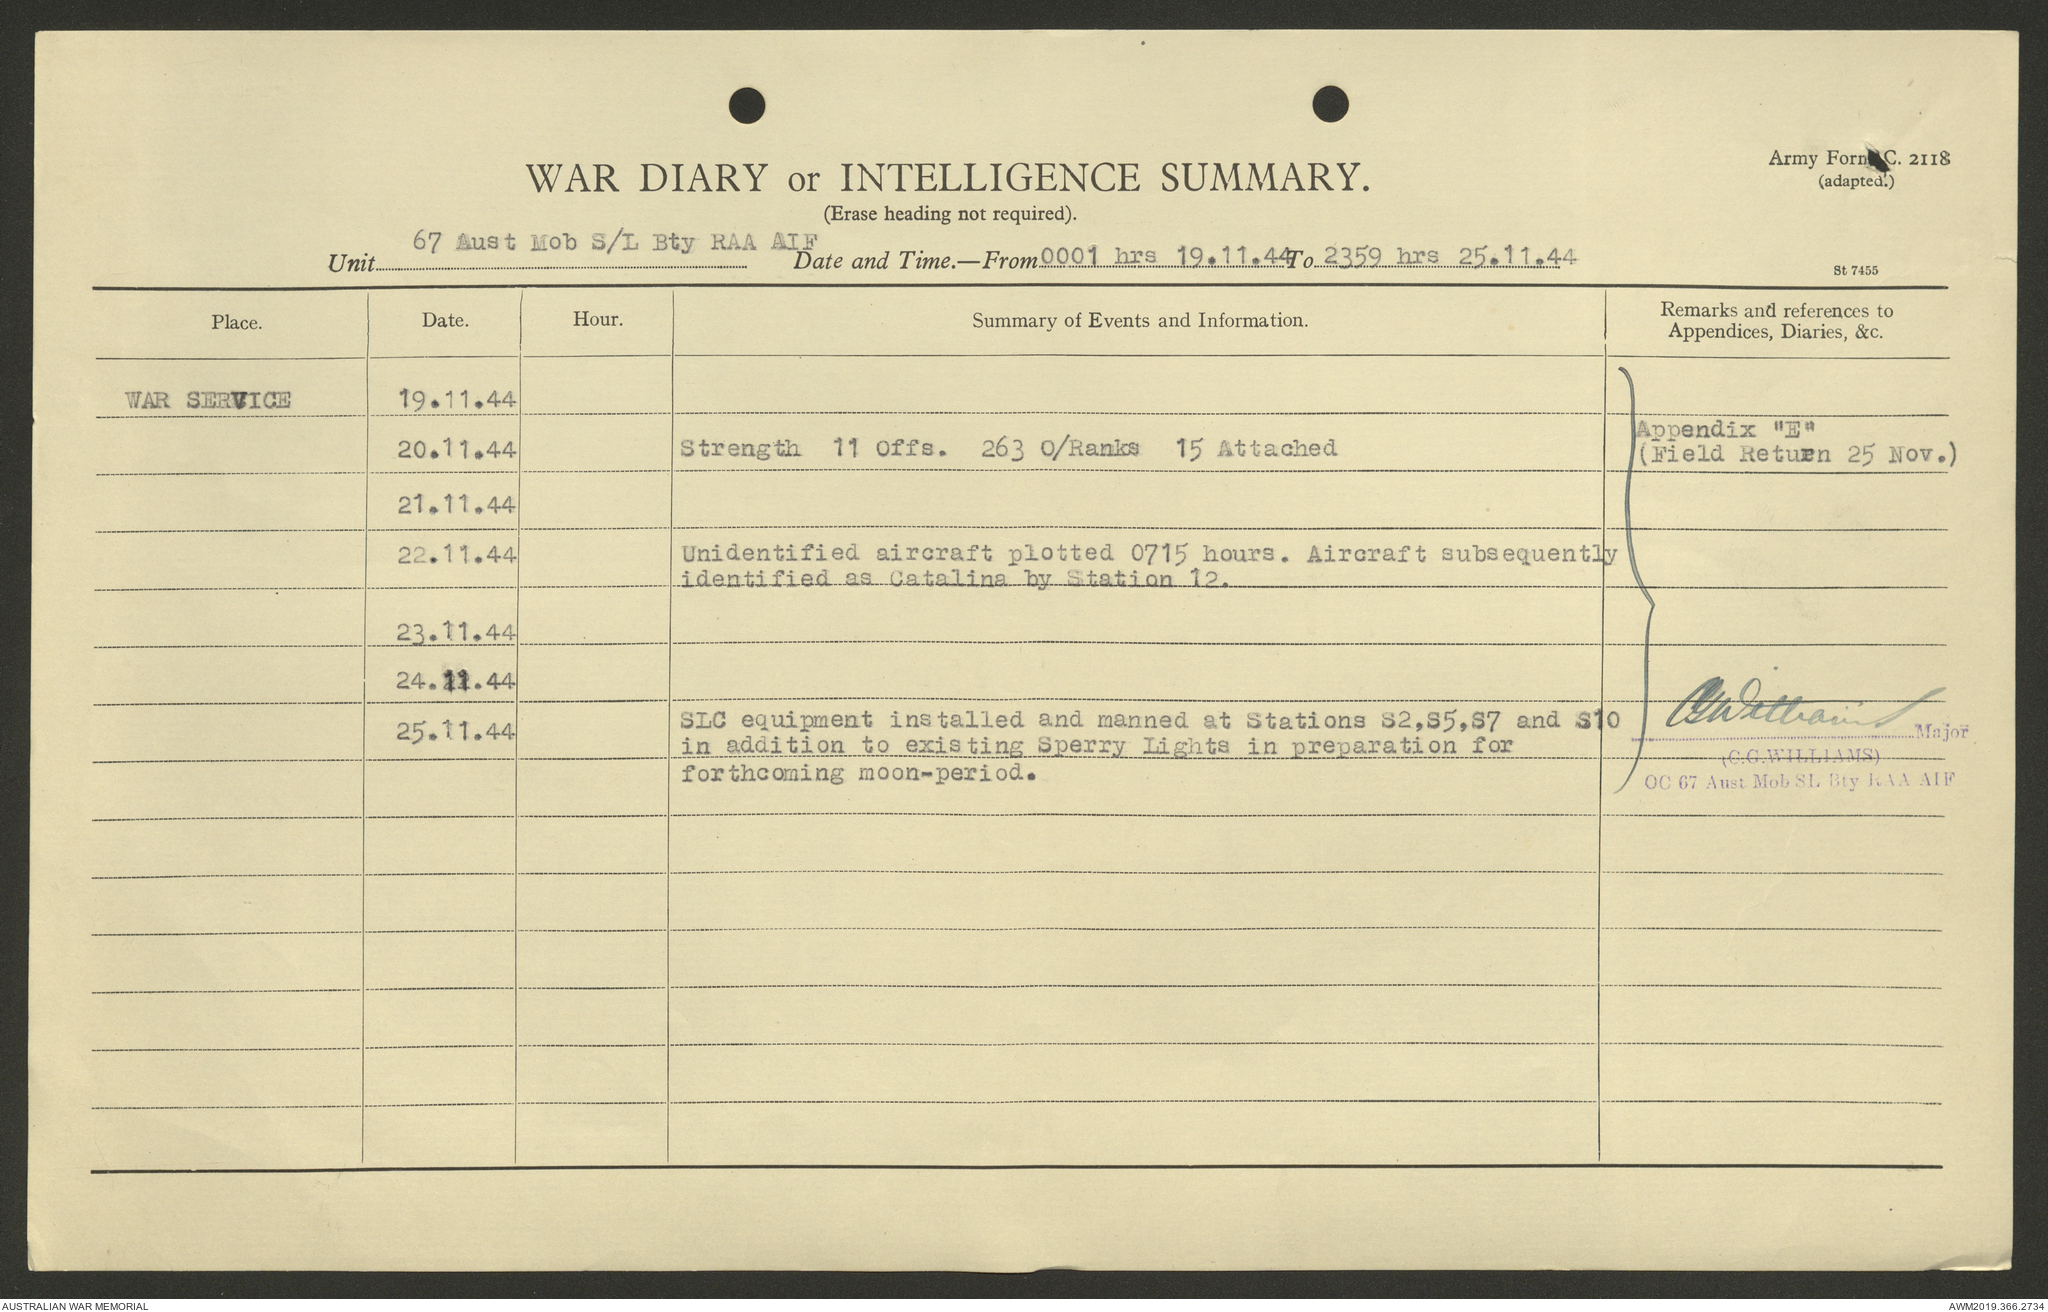 Army Form C. 2118
(adapted.)
WAR DIARY or INTELLIGENCE SUMMARY.
(Erase heading not required).
Unit 67 Aust Mob S/L Bty RAA AIF Date and Time.—From 0001 hrs 19.11.44 To 2359 hrs 25.11.44
St 7455
Place. Date. Hour. Summary of Events and Information. Remarks and references to
Appendices, Diaries, &c.
WAR SERVICE 19.11.44
20.11.44 Strength 11 Offs. 263 O/Ranks 15 Attached Appendix "E"
(Field Return 25 Nov.)
21.11.44
22.11.44 Unidentified aircraft plotted 0715 hours. Aircraft subsequently
identified as Catalina by Station 12.
23.11.44
24.11.44
25.11.44 SLC equipment installed and manned at Stations S2,S5,S7 and S10
in addition to existing Sperry Lights in preparation for
forthcoming moon-period.
CGWilliams Major
(C.G.WILLIAMS)
OC 67 Aust Mob SL Bty RAA AIF
AUSTRALIAN WAR MEMORIAL
AWM2019.366.2734